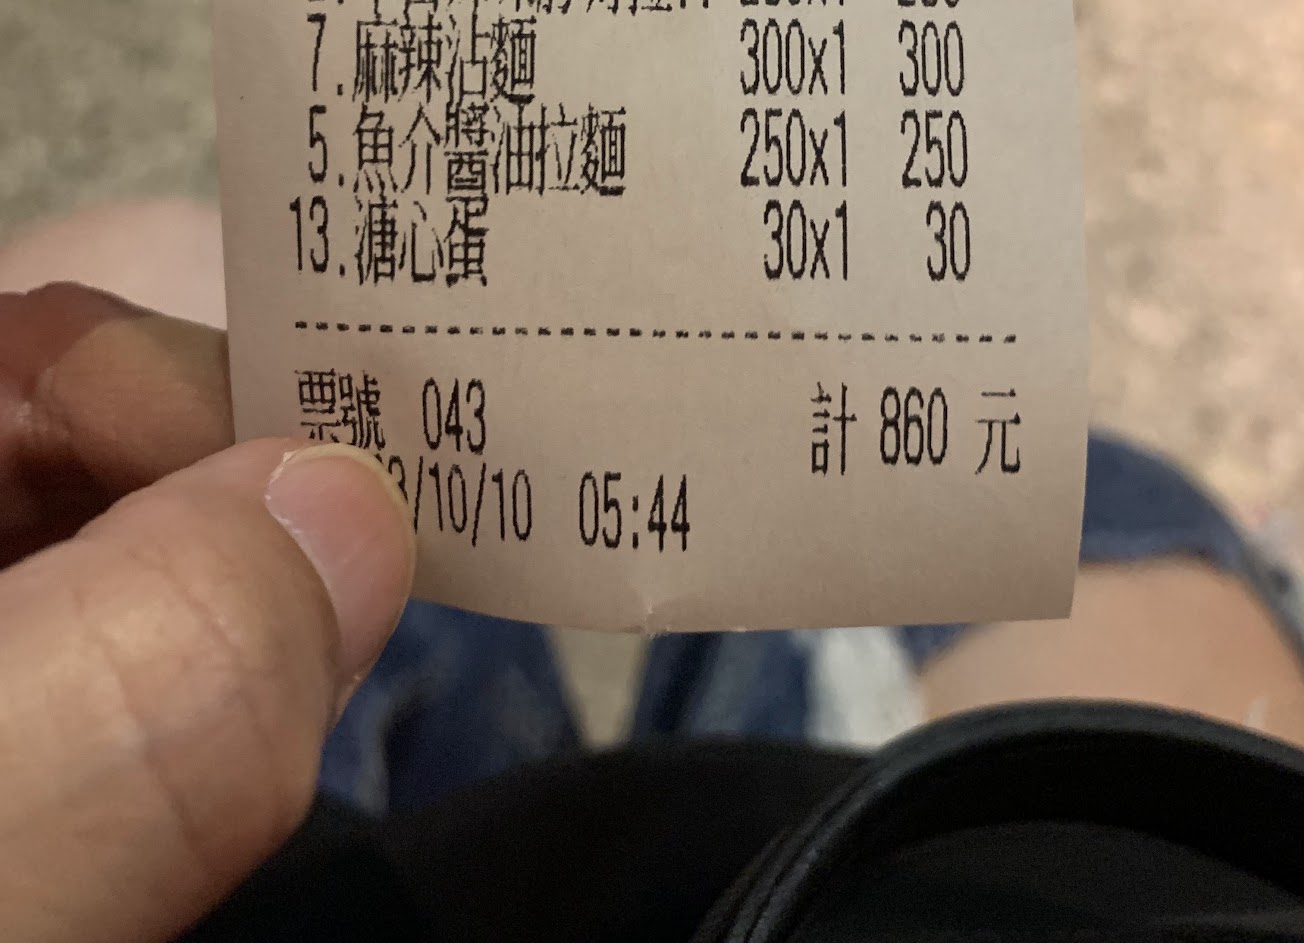 7.麻辣沾麵 300x1 300
5.魚介醬油拉麵 250x1 250
13.溏心蛋 30x1 30
票號 043 計 860 元
3/10/10 05:44